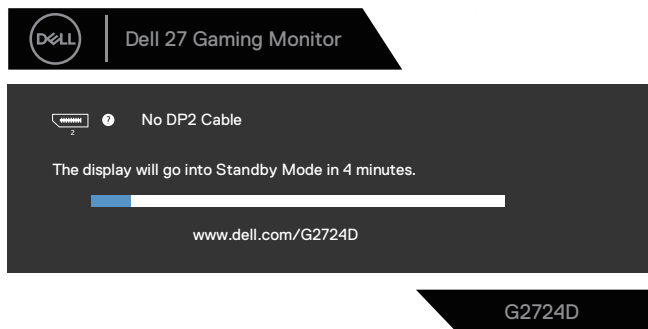 DELL
Dell 27 Gaming Monitor
? No DP2 Cable
2
The display will go into Standby Mode in 4 minutes.
www.dell.com/G2724D
G2724D